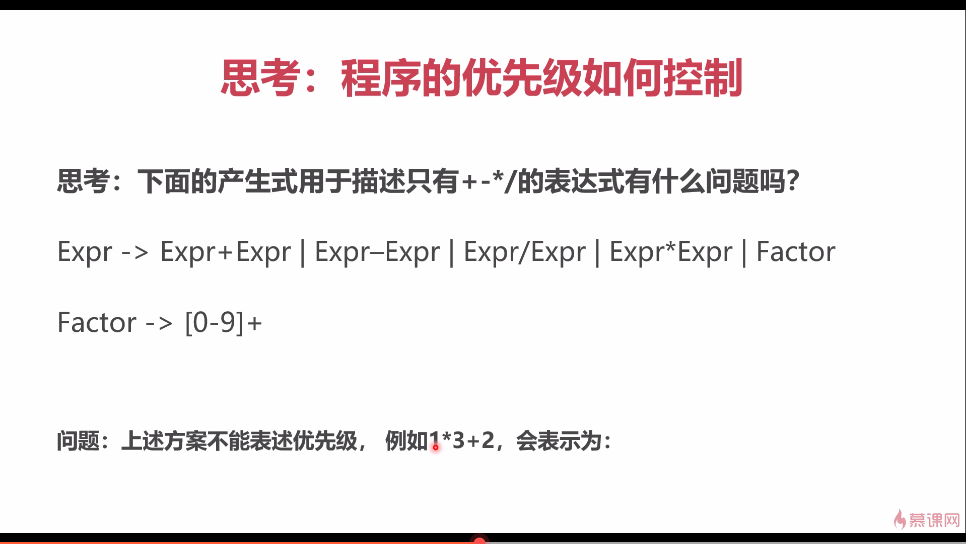 思考：程序的优先级如何控制
思考：下面的产生式用于描述只有+-*/的表达式有什么问题吗？
Expr -> Expr+Expr | Expr–Expr | Expr/Expr | Expr*Expr | Factor
Factor -> [0-9]+
问题：上述方案不能表述优先级， 例如1*3+2，会表示为：
慕课网